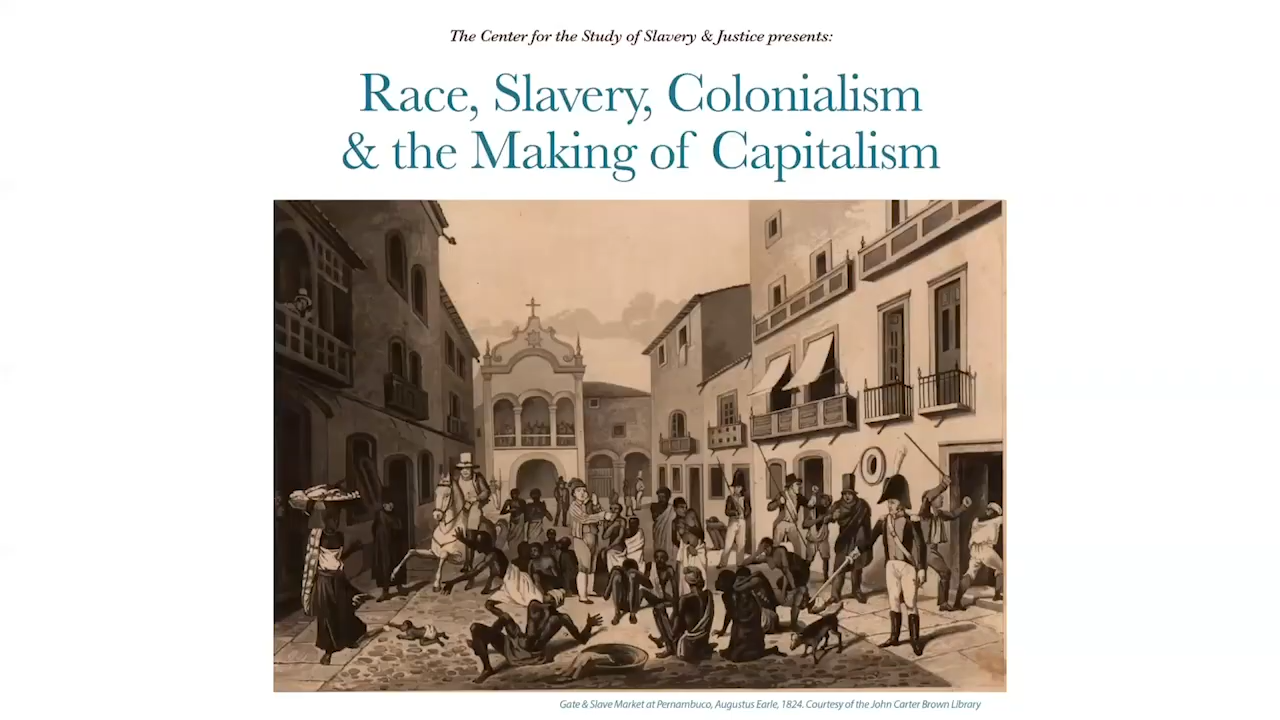 The Center for the Study of Slavery & Justice presents:
Race, Slavery, Colonialism
& the Making of Capitalism
Gate & Slave Market at Pernambuco, Augustus Earle, 1824. Courtesy of the John Carter Brown Library